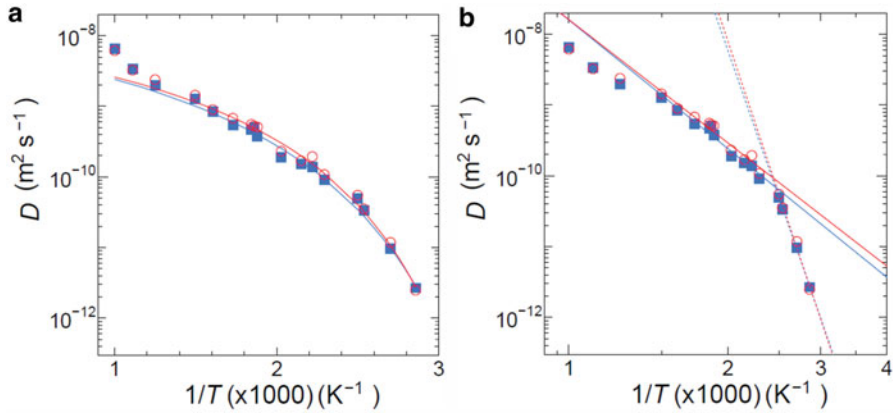 a
b
10⁻⁸
10⁻¹⁰
10⁻¹²
D (m² s⁻¹)
1
2
3
1/T (x1000) (K⁻¹)
10⁻⁸
10⁻¹⁰
10⁻¹²
D (m² s⁻¹)
1
2
3
4
1/T (x1000) (K⁻¹)